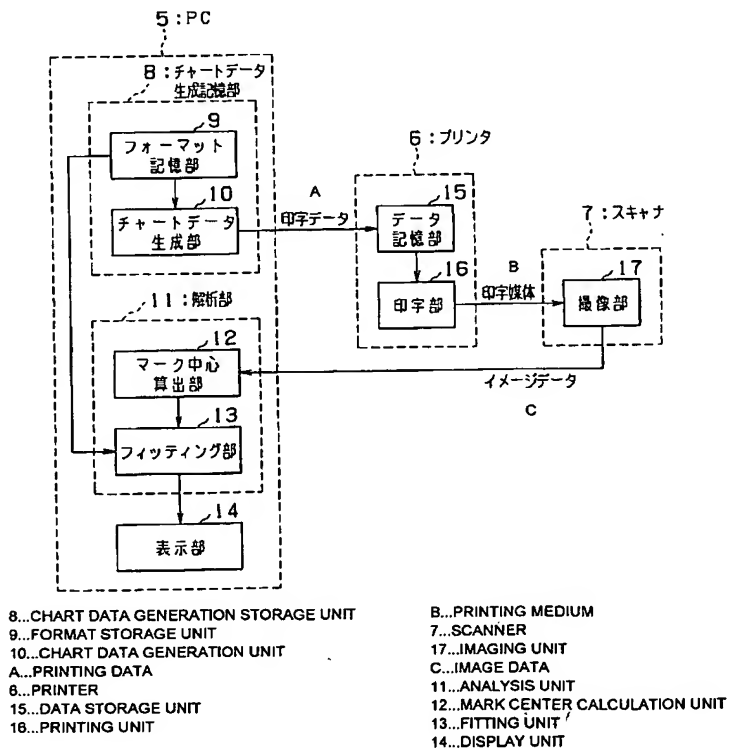 5:PC
8:チャートデータ
生成記憶部
9
フォーマット
記憶部
10
チャートデータ
生成部
A
印字データ
6:プリンタ
15
データ
記憶部
16
印字部
B
印字媒体
7:スキャナ
17
撮像部
11:解析部
12
マーク中心
算出部
イメージデータ
C
13
フィッティング部
14
表示部
8...CHART DATA GENERATION STORAGE UNIT
9...FORMAT STORAGE UNIT
10...CHART DATA GENERATION UNIT
A...PRINTING DATA
6...PRINTER
15...DATA STORAGE UNIT
16...PRINTING UNIT
B...PRINTING MEDIUM
7...SCANNER
17...IMAGING UNIT
C...IMAGE DATA
11...ANALYSIS UNIT
12...MARK CENTER CALCULATION UNIT
13...FITTING UNIT
14...DISPLAY UNIT